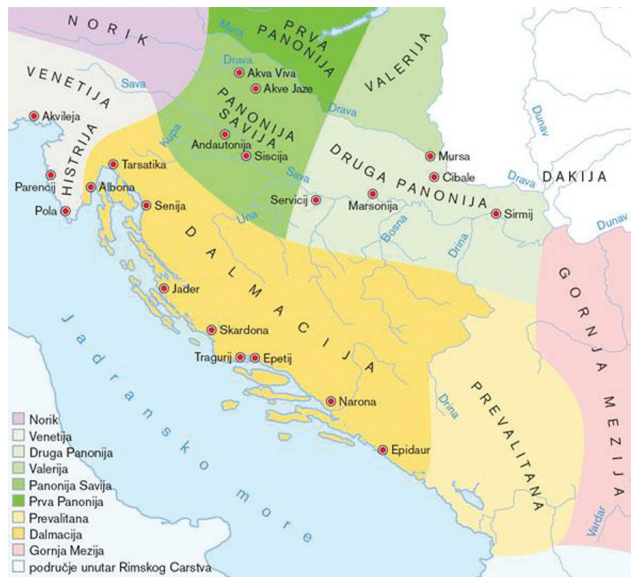 NORIK
Mura
PRVA
PANONIJA
VALERIJA
VENETIJA
Sava
Drava
Akva Viva
Akve Jaze
Drava
Dunav
Akvileja
HISTRIJA
PANONIJA
SAVIJA
Kupa
Andautonija
Siscija
Tarsatika
Parencij
Albona
Pola
Senija
Una
Sava
Servicij
DRUGA PANONIJA
Mursa
Cibale
Marsonija
Sirmij
Drava
DAKIJA
Dunav
Bosna
Drina
DALMACIJA
Jader
Skardona
Tragurij
Epetij
Narona
Epidaur
Drina
PREVALITANA
GORNJA MEZIJA
Vardar
Jadransko more
Norik
Venetija
Druga Panonija
Valerija
Panonija Savija
Prva Panonija
Prevalitana
Dalmacija
Gornja Mezija
područje unutar Rimskog Carstva